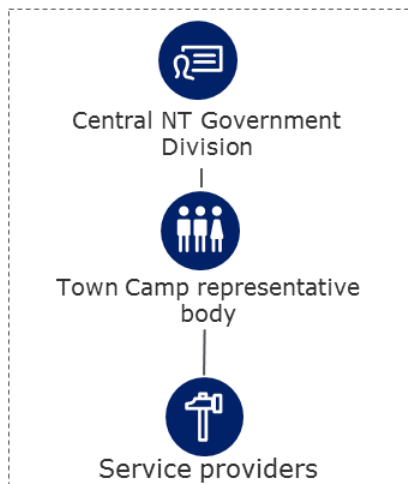 Central NT Government
Division
Town Camp representative
body
Service providers